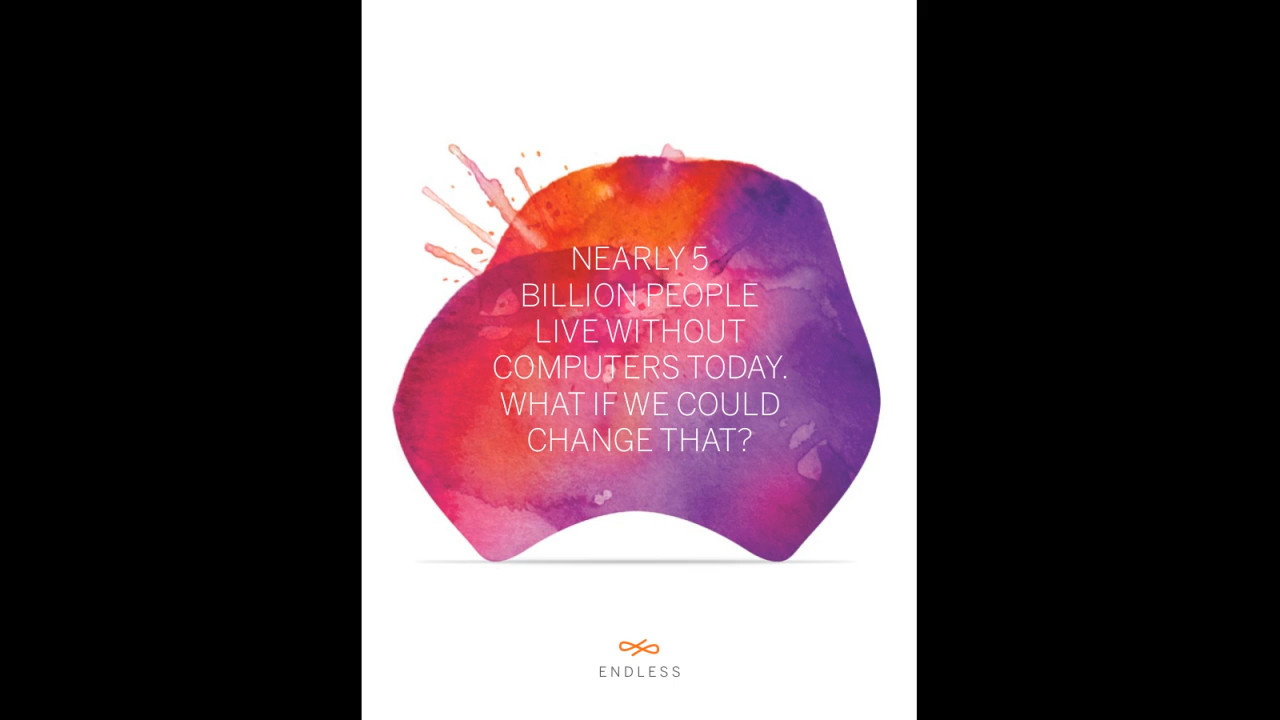 NEARLY 5
BILLION PEOPLE
LIVE WITHOUT
COMPUTERS TODAY.
WHAT IF WE COULD
CHANGE THAT?
ENDLESS